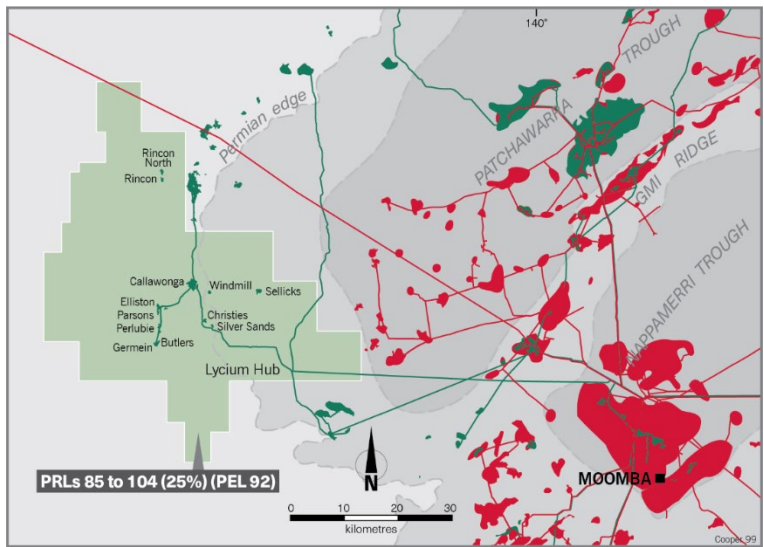 140°
TROUGH
PATCHAWARRA
GMI RIDGE
NAPPAMERRI TROUGH
Permian edge
Rincon
North
Rincon
Callawonga
Windmill
Sellicks
Elliston
Parsons
Perlubie
Christies
Silver Sands
Germein
Butlers
Lycium Hub
PRLs 85 to 104 (25%) (PEL 92)
N
MOOMBA
0
10
20
30
kilometres
Cooper 99